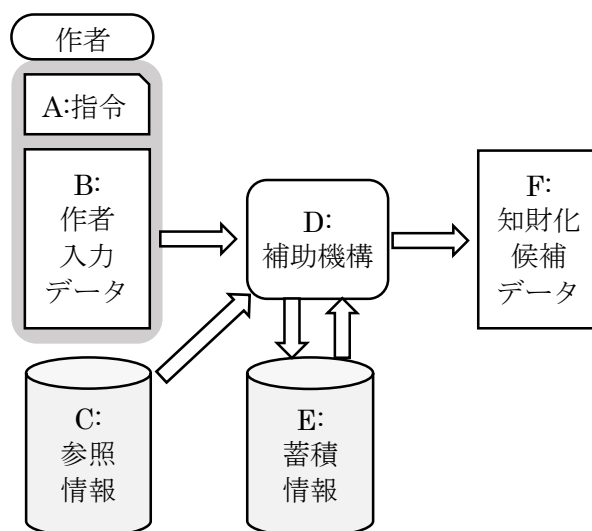 作者
A:指令
B:
作者
入力
データ
D:
補助機構
F:
知財化
候補
データ
C:
参照
情報
E:
蓄積
情報